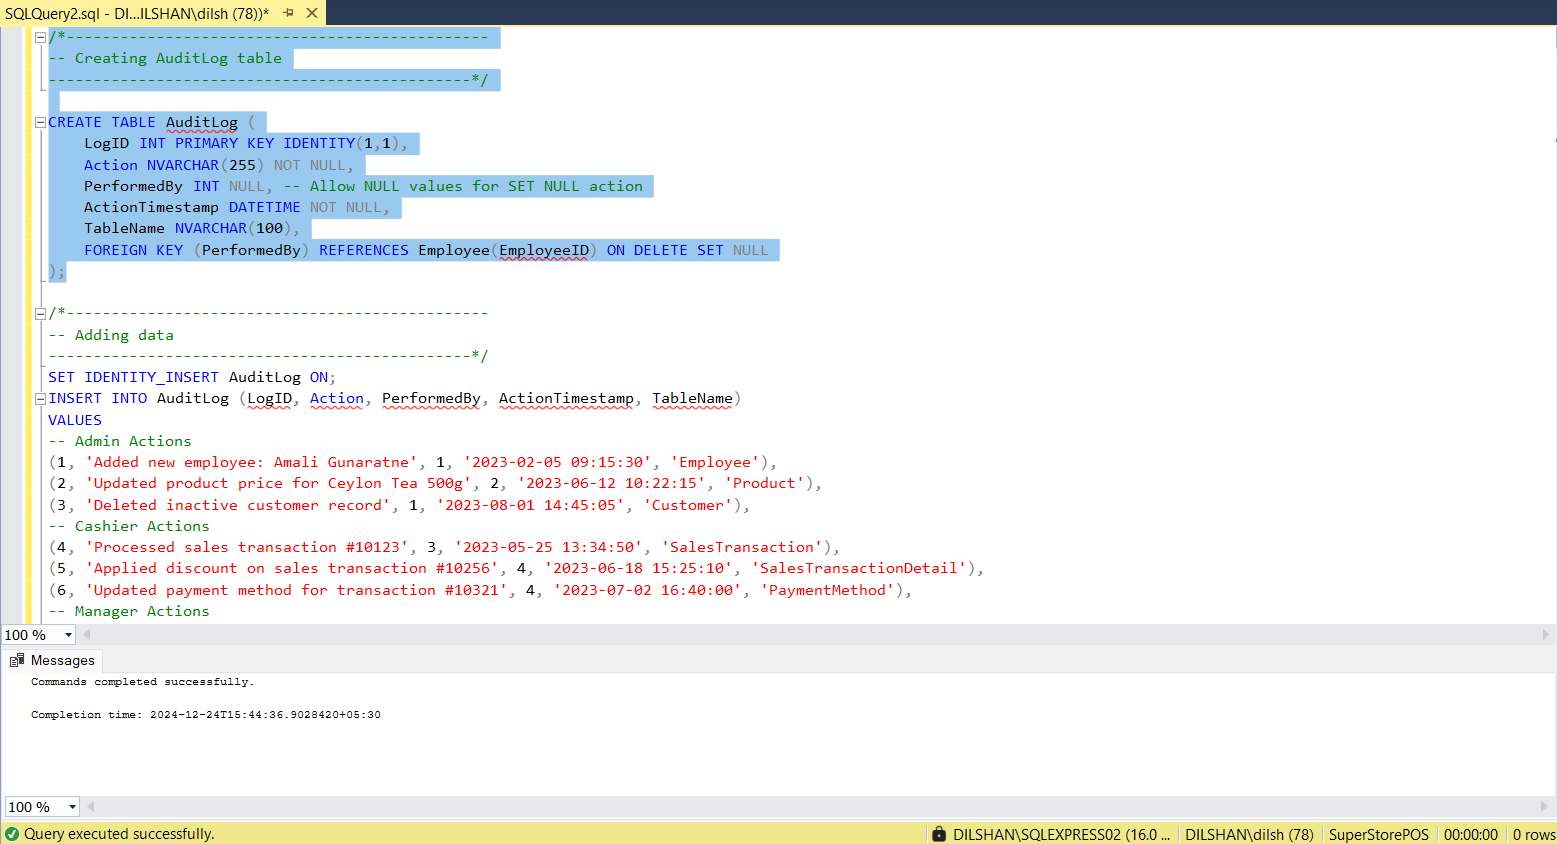 SQLQuery2.sql - DI...ILSHAN\dilsh (78))*
/*-----------------------------------------------
-- Creating AuditLog table
-----------------------------------------------*/
CREATE TABLE AuditLog (
LogID INT PRIMARY KEY IDENTITY(1,1),
Action NVARCHAR(255) NOT NULL,
PerformedBy INT NULL, -- Allow NULL values for SET NULL action
ActionTimestamp DATETIME NOT NULL,
TableName NVARCHAR(100),
FOREIGN KEY (PerformedBy) REFERENCES Employee(EmployeeID) ON DELETE SET NULL
);
/*-----------------------------------------------
-- Adding data
-----------------------------------------------*/
SET IDENTITY_INSERT AuditLog ON;
INSERT INTO AuditLog (LogID, Action, PerformedBy, ActionTimestamp, TableName)
VALUES
-- Admin Actions
(1, 'Added new employee: Amali Gunaratne', 1, '2023-02-05 09:15:30', 'Employee'),
(2, 'Updated product price for Ceylon Tea 500g', 2, '2023-06-12 10:22:15', 'Product'),
(3, 'Deleted inactive customer record', 1, '2023-08-01 14:45:05', 'Customer'),
-- Cashier Actions
(4, 'Processed sales transaction #10123', 3, '2023-05-25 13:34:50', 'SalesTransaction'),
(5, 'Applied discount on sales transaction #10256', 4, '2023-06-18 15:25:10', 'SalesTransactionDetail'),
(6, 'Updated payment method for transaction #10321', 4, '2023-07-02 16:40:00', 'PaymentMethod'),
-- Manager Actions
100 %
Messages
Commands completed successfully.
Completion time: 2024-12-24T15:44:36.9028420+05:30
100 %
Query executed successfully. DILSHAN\SQLEXPRESS02 (16.0 ... DILSHAN\dilsh (78) SuperStorePOS 00:00:00 0 rows